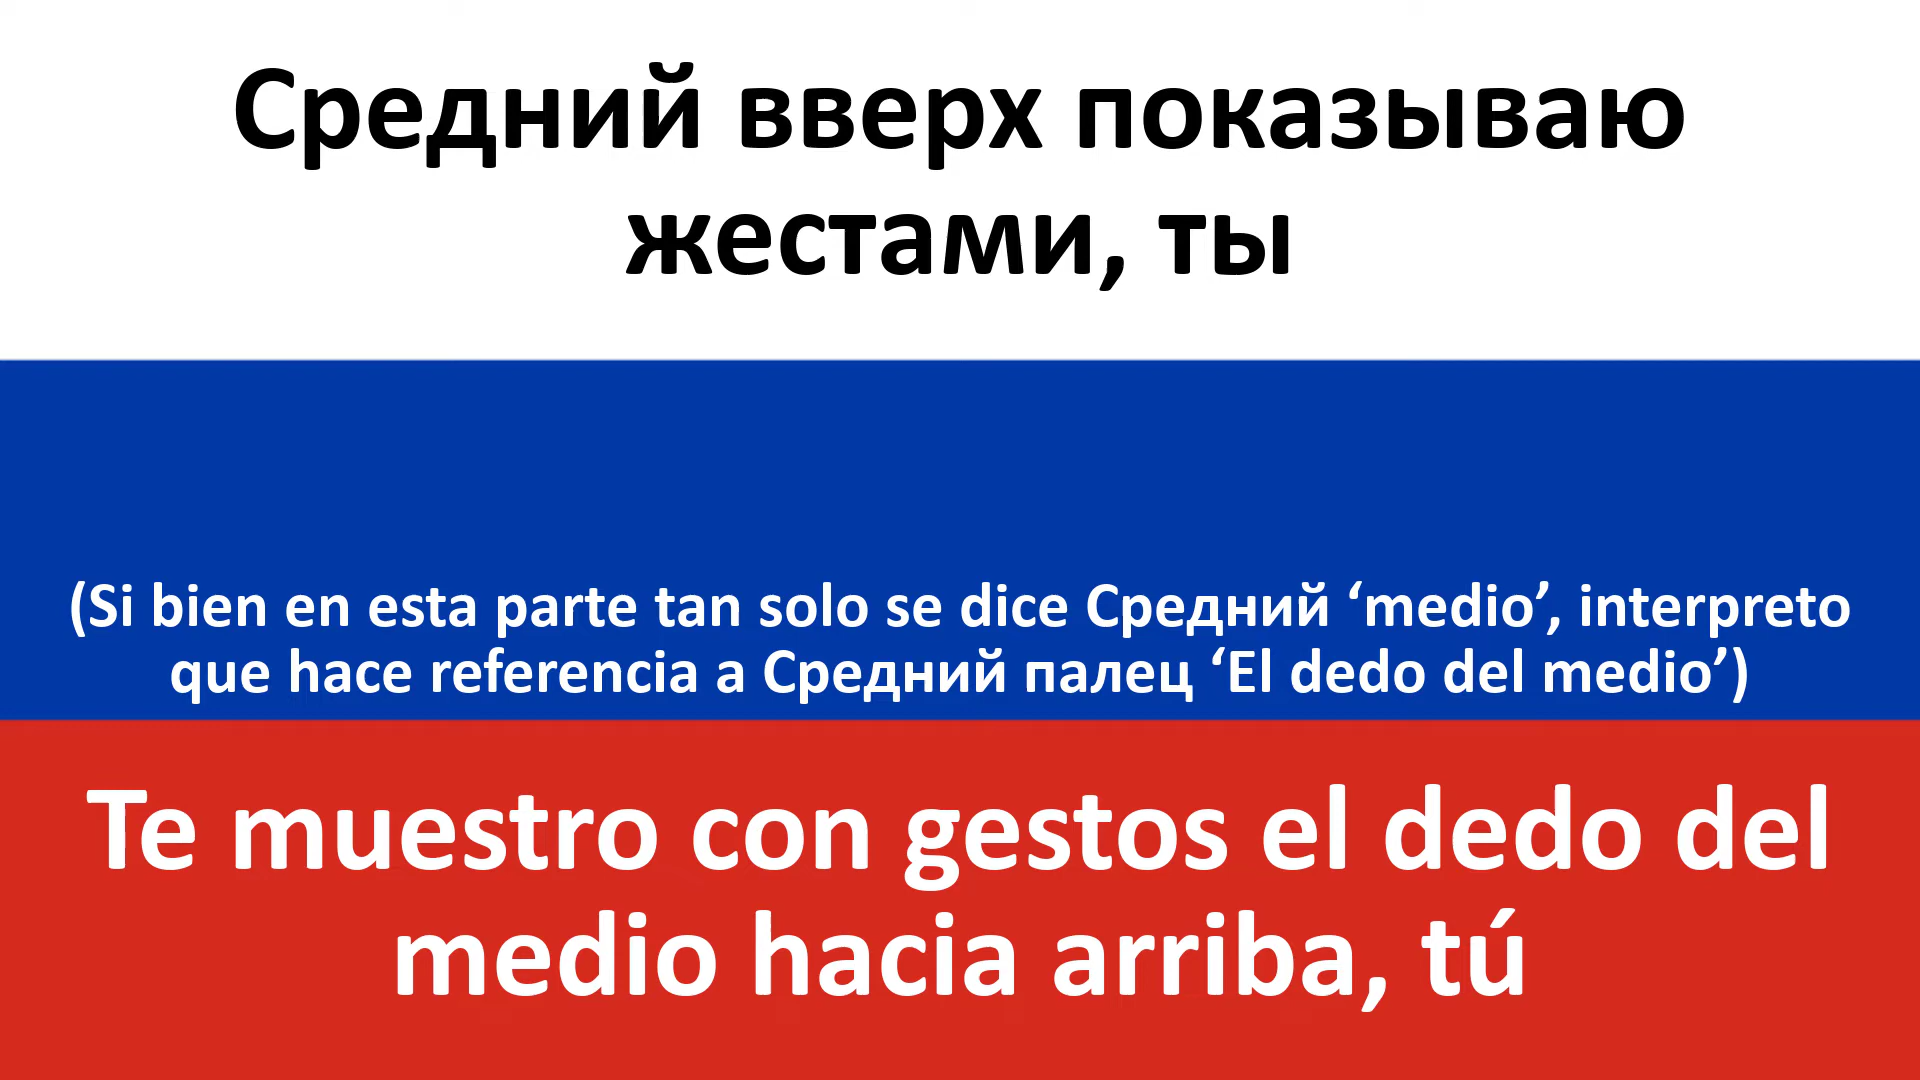 Средний вверх показываю
жестами, ты
(Si bien en esta parte tan solo se dice Средний ‘medio’, interpreto
que hace referencia a Средний палец ‘El dedo del medio’)
Te muestro con gestos el dedo del
medio hacia arriba, tú